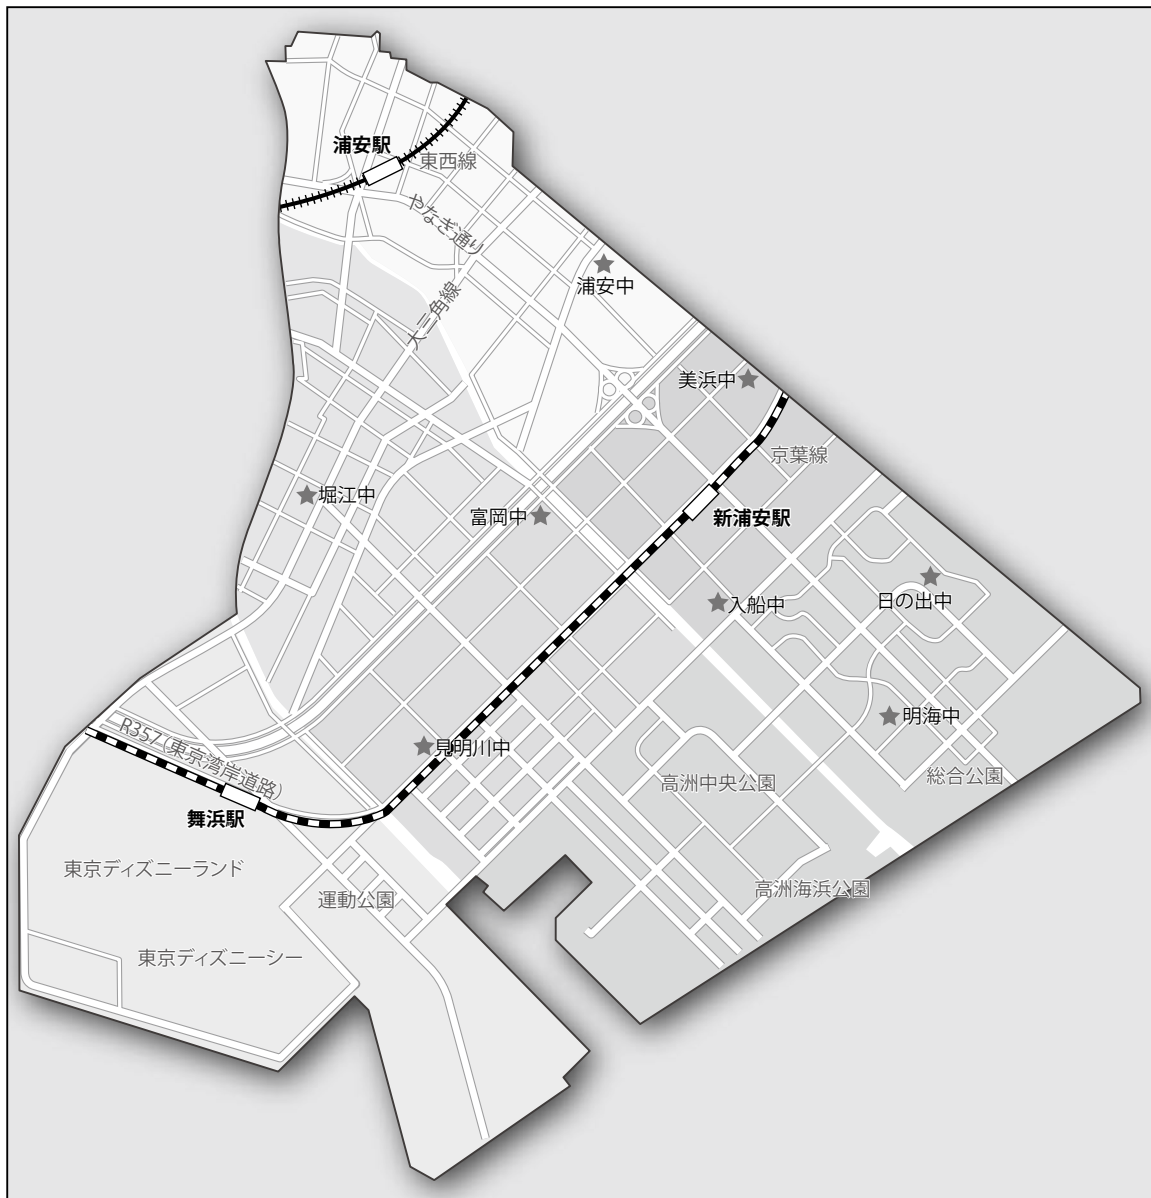 浦安駅
東西線
やなぎ通り
浦安中
大三角線
美浜中
京葉線
堀江中
富岡中
新浦安駅
日の出中
入船中
明海中
R357(東京湾岸道路)
見明川中
総合公園
高洲中央公園
舞浜駅
東京ディズニーランド
高洲海浜公園
運動公園
東京ディズニーシー